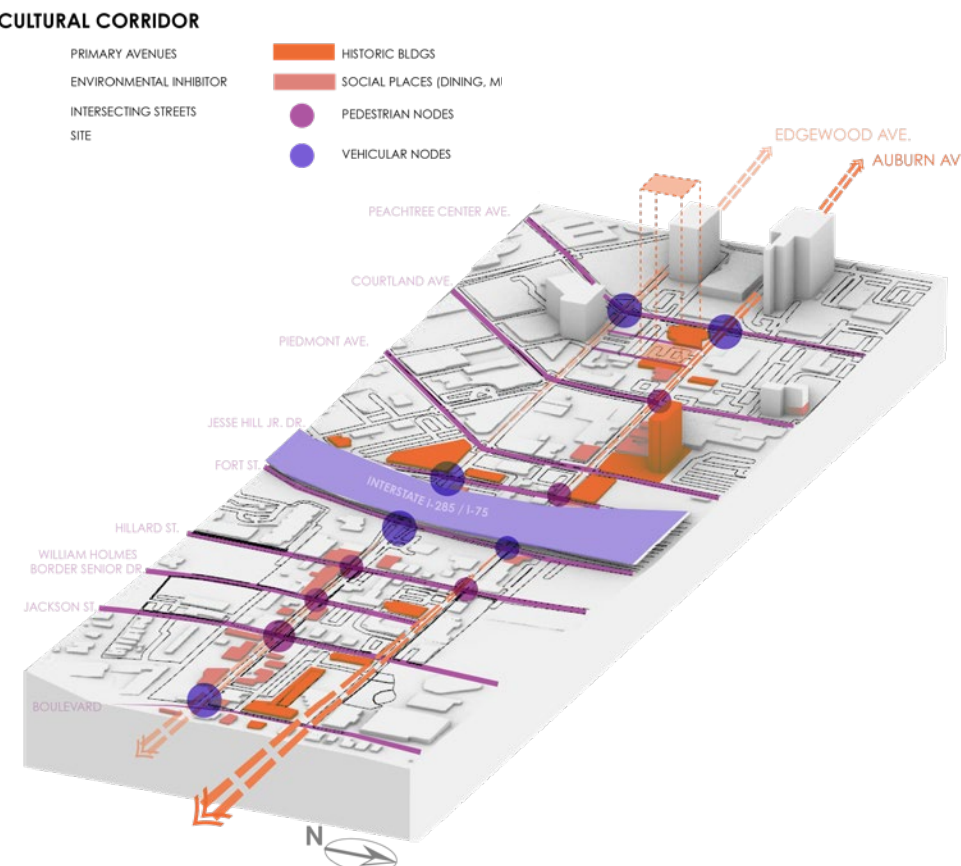 CULTURAL CORRIDOR
PRIMARY AVENUES
ENVIRONMENTAL INHIBITOR
INTERSECTING STREETS
SITE
HISTORIC BLDGS
SOCIAL PLACES (DINING, MU
PEDESTRIAN NODES
VEHICULAR NODES
EDGEWOOD AVE.
AUBURN AV
PEACHTREE CENTER AVE.
COURTLAND AVE.
PIEDMONT AVE.
JESSE HILL JR. DR.
FORT ST.
INTERSTATE I-285 / I-75
HILLARD ST.
WILLIAM HOLMES
BORDER SENIOR DR.
JACKSON ST.
BOULEVARD
N